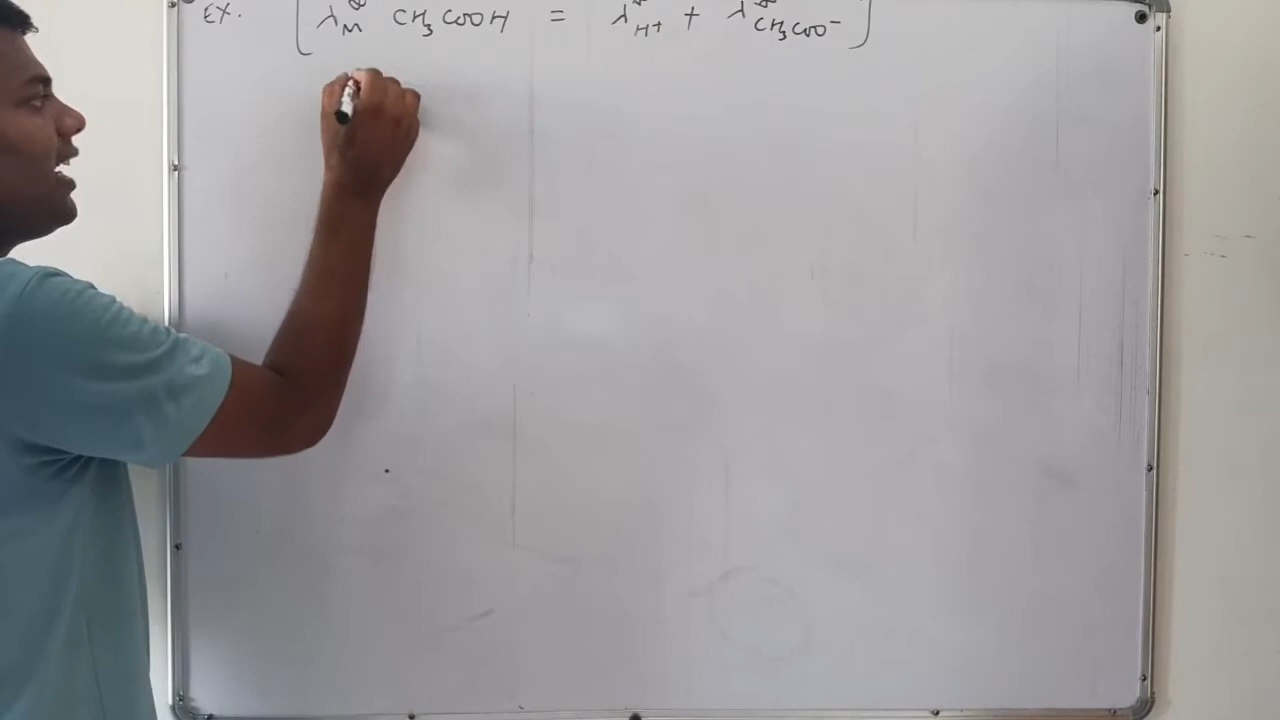 EX. [λ∞M CH3COOH = λ∞H+ + λ∞CH3COO-]